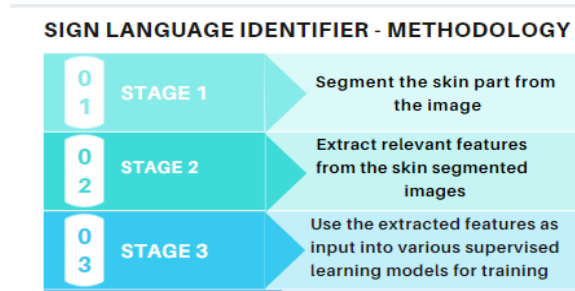 SIGN LANGUAGE IDENTIFIER - METHODOLOGY
0
1
STAGE 1
Segment the skin part from
the image
0
2
STAGE 2
Extract relevant features
from the skin segmented
images
0
3
STAGE 3
Use the extracted features as
input into various supervised
learning models for training